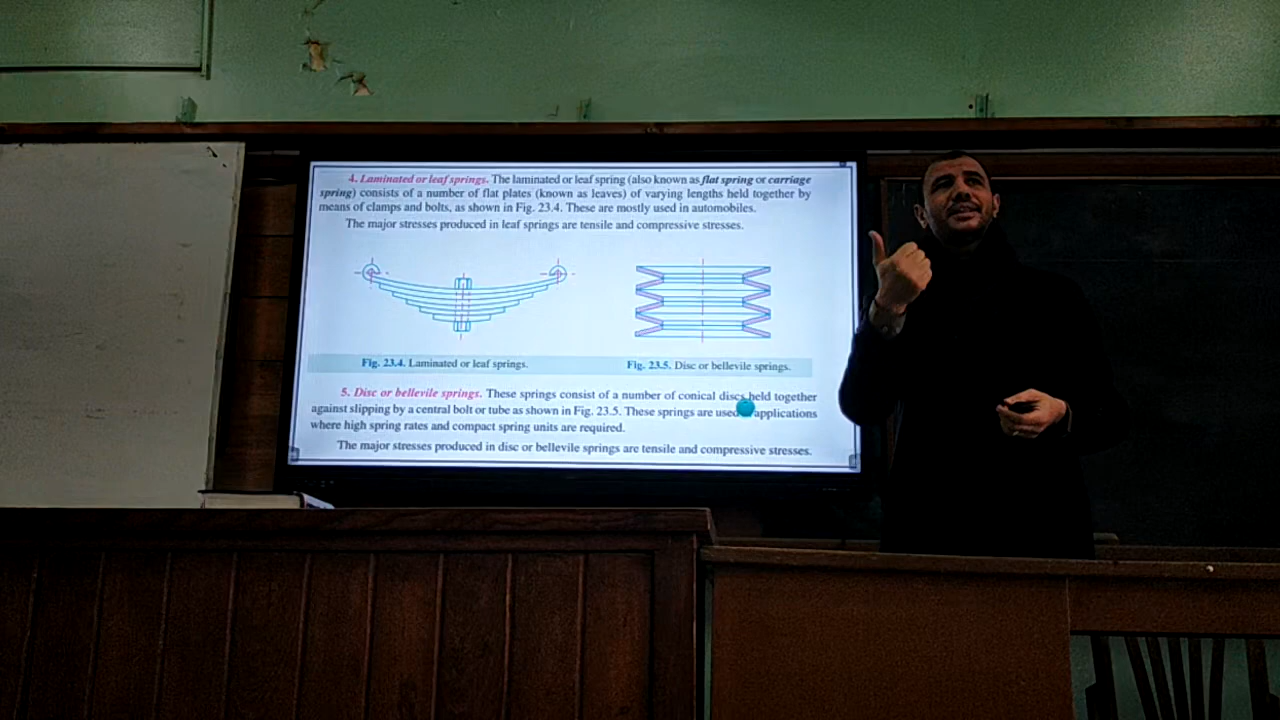 4. Laminated or leaf springs. The laminated or leaf spring (also known as flat spring or carriage
spring) consists of a number of flat plates (known as leaves) of varying lengths held together by
means of clamps and bolts, as shown in Fig. 23.4. These are mostly used in automobiles.
The major stresses produced in leaf springs are tensile and compressive stresses.
Fig. 23.4. Laminated or leaf springs.
Fig. 23.5. Disc or bellevile springs.
5. Disc or bellevile springs. These springs consist of a number of conical discs held together
against slipping by a central bolt or tube as shown in Fig. 23.5. These springs are used applications
where high spring rates and compact spring units are required.
The major stresses produced in disc or bellevile springs are tensile and compressive stresses.